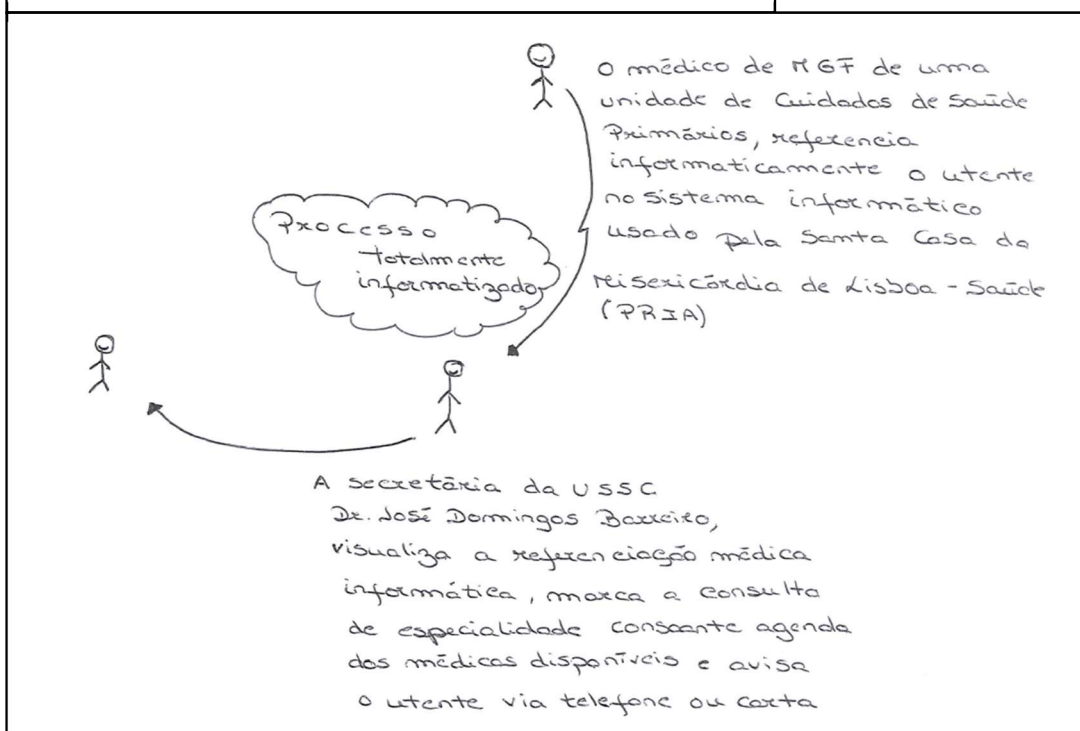 O médico de MGF de uma
unidade de Cuidados de Saúde
Primários, referencia
informaticamente o utente
no sistema informático
usado pela Santa Casa da
Misericórdia de Lisboa - Saúde
(PRIA)
Processo
totalmente
informatizado
A secretária da USSC
Dr. José Domingos Barreiro,
visualiza a referenciação médica
informática, marca a consulta
de especialidade consoante agenda
dos médicos disponíveis e avisa
o utente via telefone ou carta